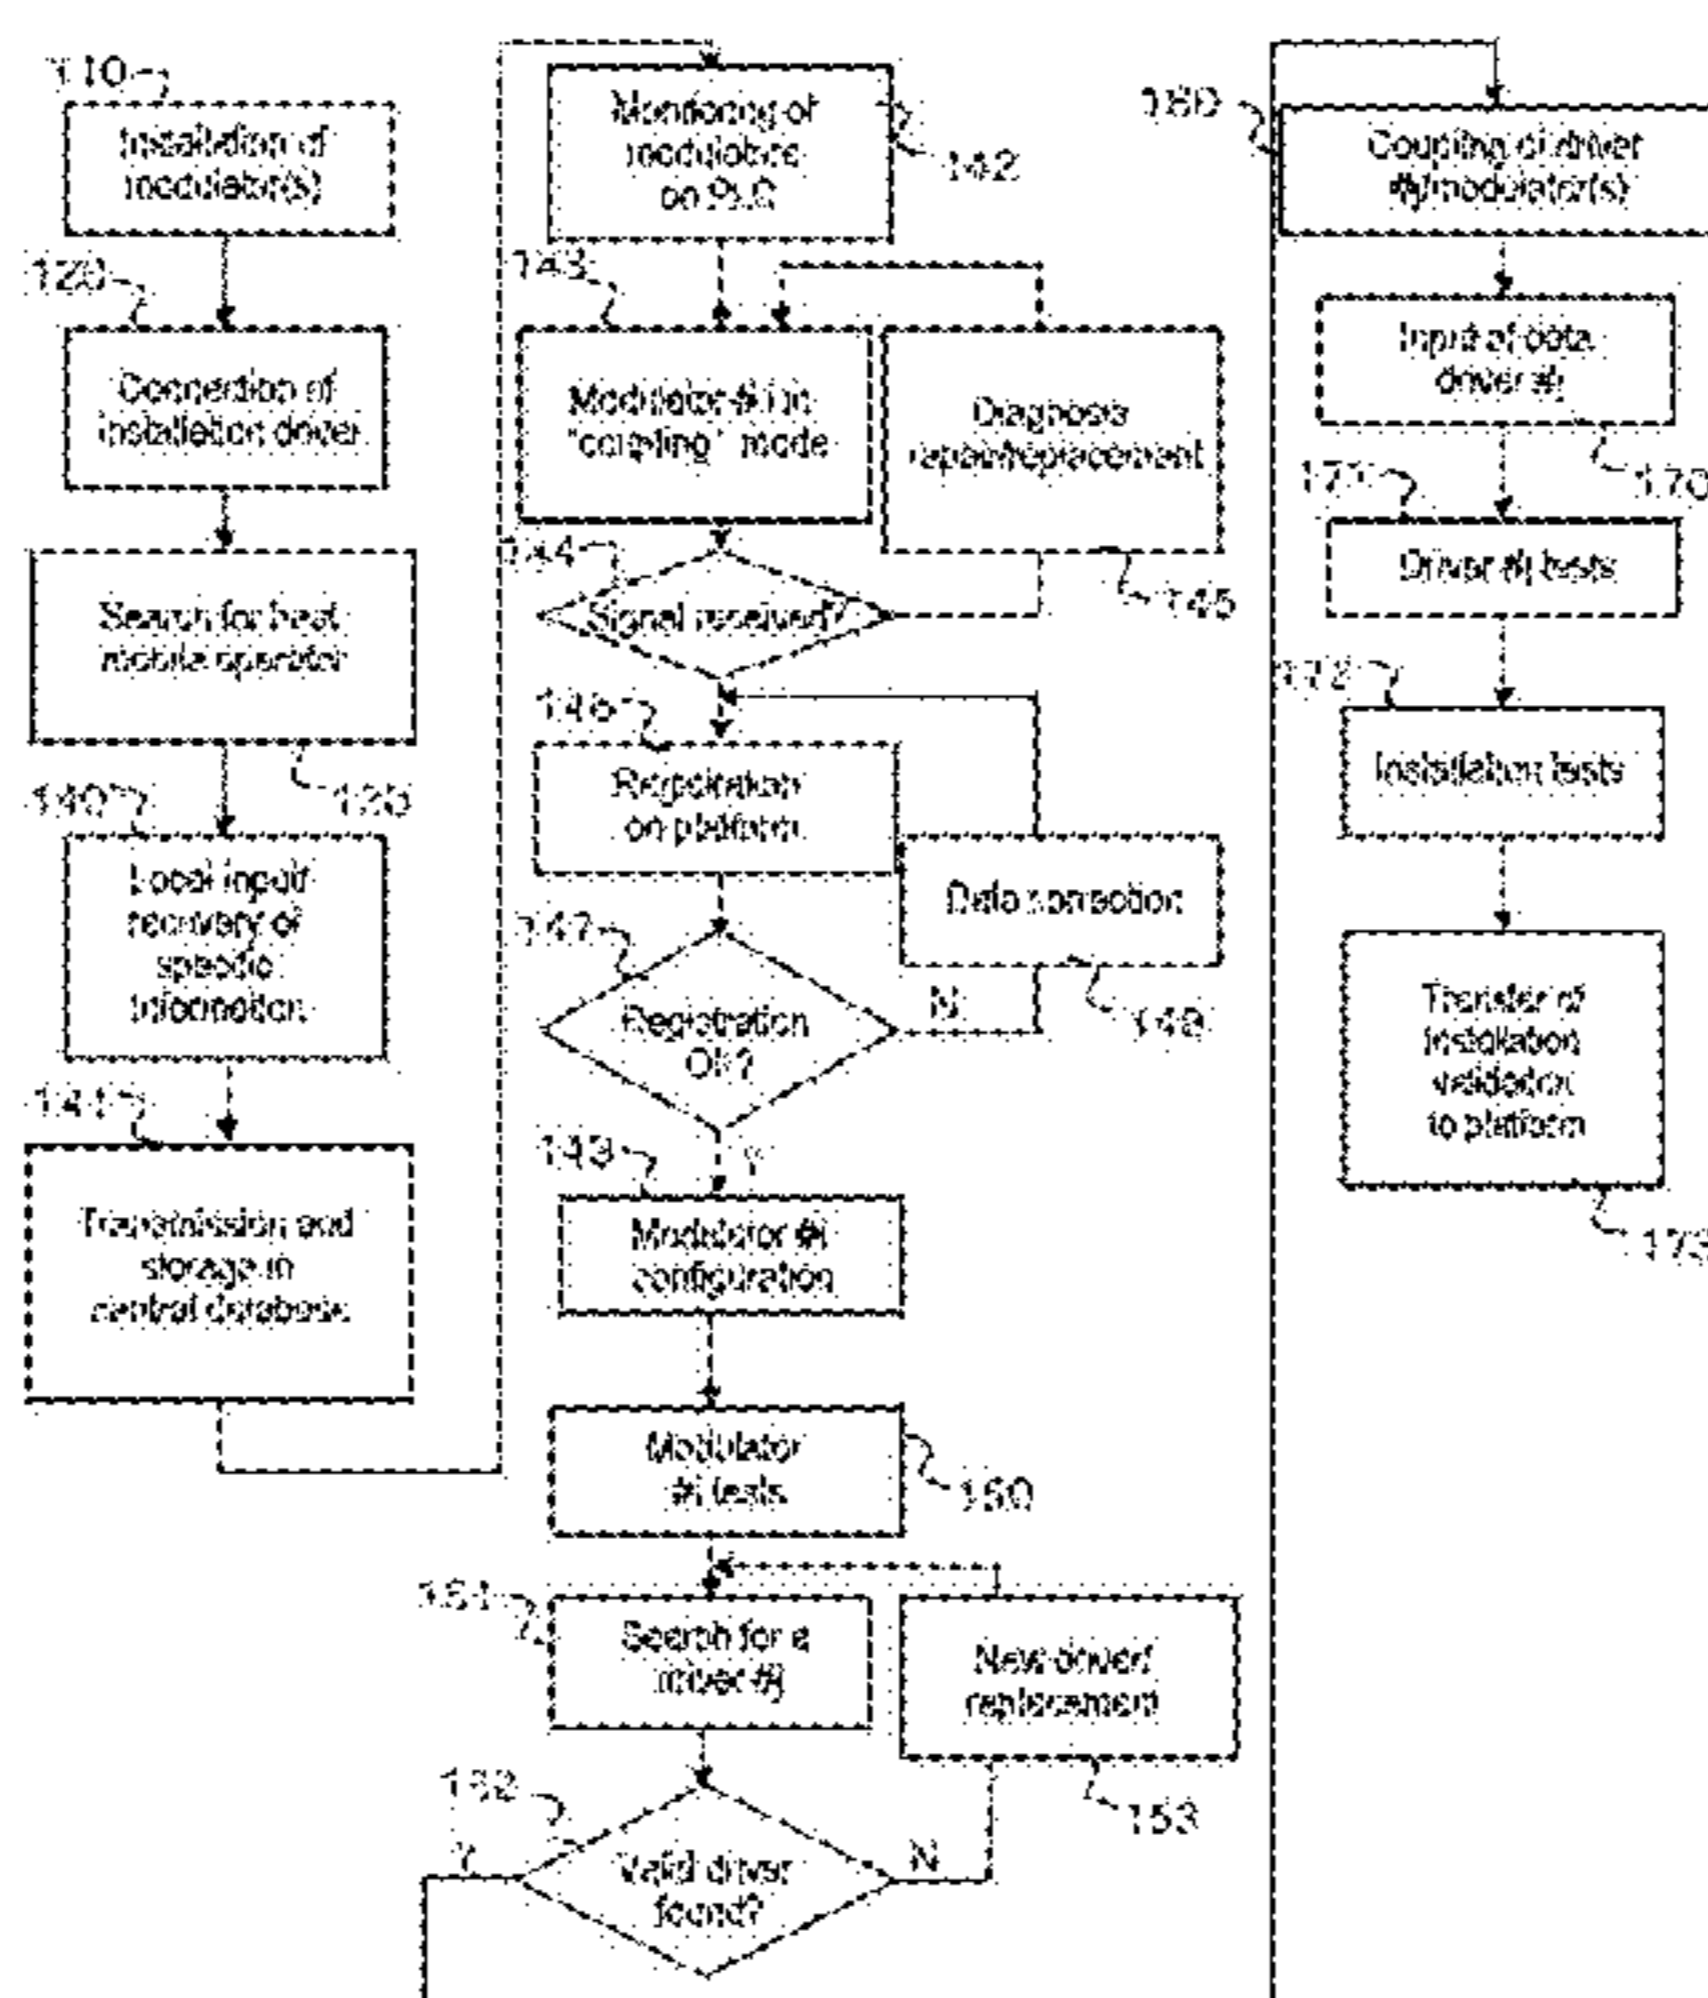 110
Installation of
modulator(s)
120
Connection of
installation driver
Search for best
mobile operator
130
140
Local input/
recovery of
specific
information
141
Transmission and
storage in
central database
Monitoring of
modulators
on PLC
142
143
Modulator #i in
"coupling" mode
Diagnosis
repair/replacement
144
Signal received?
145
146
Registration
on platform
Data correction
147
Registration
OK?
N
Y
Modulator #i
configuration
Modulator
#i tests
150
151
Search for a
driver #j
New driver/
replacement
152
153
Valid driver
found?
Y
N
160
Coupling of driver
#j/modulator(s)
Input of data
driver #j
170
171
Driver #j tests
172
Installation tests
Transfer of
installation
validation
to platform
173